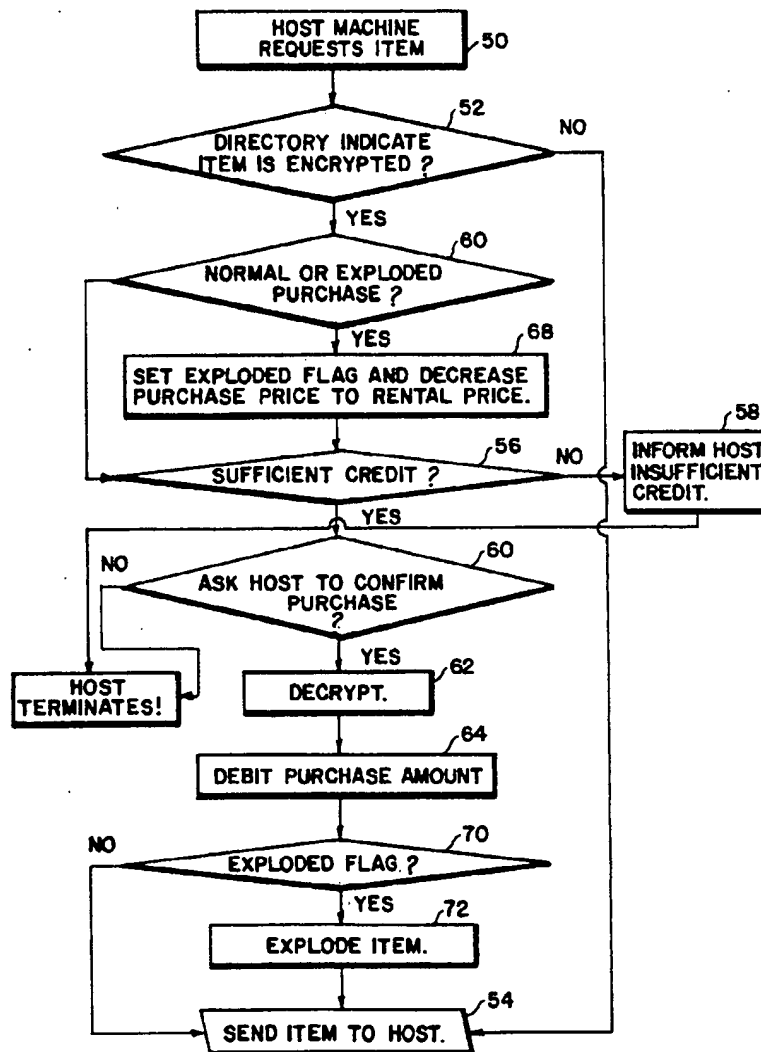 HOST MACHINE
REQUESTS ITEM
50
52
NO
DIRECTORY INDICATE
ITEM IS ENCRYPTED ?
YES
60
NORMAL OR EXPLODED
PURCHASE ?
YES
68
SET EXPLODED FLAG AND DECREASE
PURCHASE PRICE TO RENTAL PRICE.
58
56
SUFFICIENT CREDIT ?
NO
INFORM HOST
INSUFFICIENT
CREDIT.
YES
60
NO
ASK HOST TO CONFIRM
PURCHASE
?
YES
62
HOST
TERMINATES!
DECRYPT.
64
DEBIT PURCHASE AMOUNT
70
NO
EXPLODED FLAG ?
YES
72
EXPLODE ITEM.
54
SEND ITEM TO HOST.